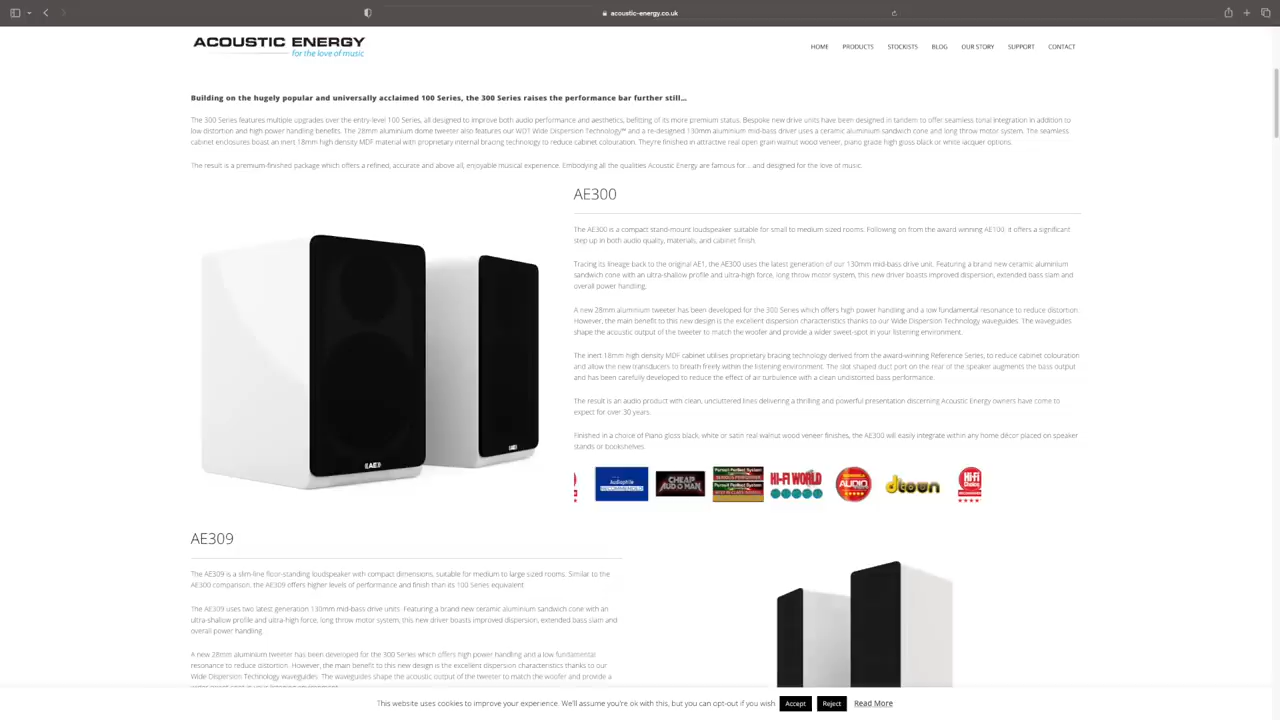 acoustic-energy.co.uk
ACOUSTIC ENERGY
for the love of music
HOME PRODUCTS STOCKISTS BLOG OUR STORY SUPPORT CONTACT
Building on the hugely popular and universally acclaimed 100 Series, the 300 Series raises the performance bar further still...
The 300 Series features multiple upgrades over the entry-level 100 Series, all designed to improve both audio performance and aesthetics, befitting of its more premium status. Bespoke new drive units have been designed in tandem to offer seamless tonal integration in addition to
low distortion and high power handling benefits. The 28mm aluminium dome tweeter also features our WDT Wide Dispersion Technology™ and a re-designed 130mm aluminium mid-bass driver uses a ceramic aluminium sandwich cone and long throw motor system. The seamless
cabinet enclosures boast an inert 18mm high density MDF material with proprietary internal bracing technology to reduce cabinet colouration. They're finished in attractive real open grain walnut wood veneer, piano grade high gloss black or white lacquer options.
The result is a premium-finished package which offers a refined, accurate and above all, enjoyable musical experience. Embodying all the qualities Acoustic Energy are famous for... and designed for the love of music.
AE300
The AE300 is a compact stand-mount loudspeaker suitable for small to medium sized rooms. Following on from the award winning AE100 it offers a significant
step up in both audio quality, materials, and cabinet finish.
Tracing its lineage back to the original AE1, the AE300 uses the latest generation of our 130mm mid-bass drive unit. Featuring a brand new ceramic aluminium
sandwich cone with an ultra-shallow profile and ultra-high force, long throw motor system, this new driver boasts improved dispersion, extended bass slam and
overall power handling.
A new 28mm aluminium tweeter has been developed for the 300 Series which offers high power handling and a low fundamental resonance to reduce distortion.
However, the main benefit to this new design is the excellent dispersion characteristics thanks to our Wide Dispersion Technology waveguides. The waveguides
shape the acoustic output of the tweeter to match the woofer and provide a wider sweet-spot in your listening environment.
The inert 18mm high density MDF cabinet utilises proprietary bracing technology derived from the award-winning Reference Series, to reduce cabinet colouration
and allow the new transducers to breath freely within the listening environment. The slot shaped duct port on the rear of the speaker augments the bass output
and has been carefully developed to reduce the effect of air turbulence with a clean undistorted bass performance.
The result is an audio product with clean, uncluttered lines delivering a thrilling and powerful presentation discerning Acoustic Energy owners have come to
expect for over 30 years.
Finished in a choice of Piano gloss black, white or satin real walnut wood veneer finishes, the AE300 will easily integrate within any home décor placed on speaker
stands or bookshelves.
Audiophile RECOMMENDED
CHEAP AUDIO MAN
Pursuit Perfect System
Pursuit Perfect System
HI-FI WORLD
AUDIO
dtown
Hi-Fi Choice
AE
AE
AE309
The AE309 is a slim-line floor-standing loudspeaker with compact dimensions, suitable for medium to large sized rooms. Similar to the
AE300 comparison, the AE309 offers higher levels of performance and finish than its 100 Series equivalent.
The AE309 uses two latest generation 130mm mid-bass drive units. Featuring a brand new ceramic aluminium sandwich cone with an
ultra-shallow profile and ultra-high force, long throw motor system, this new driver boasts improved dispersion, extended bass slam and
overall power handling.
A new 28mm aluminium tweeter has been developed for the 300 Series which offers high power handling and a low fundamental
resonance to reduce distortion. However, the main benefit to this new design is the excellent dispersion characteristics thanks to our
Wide Dispersion Technology waveguides. The waveguides shape the acoustic output of the tweeter to match the woofer and provide a
This website uses cookies to improve your experience. We'll assume you're ok with this, but you can opt-out if you wish. Accept Reject Read More